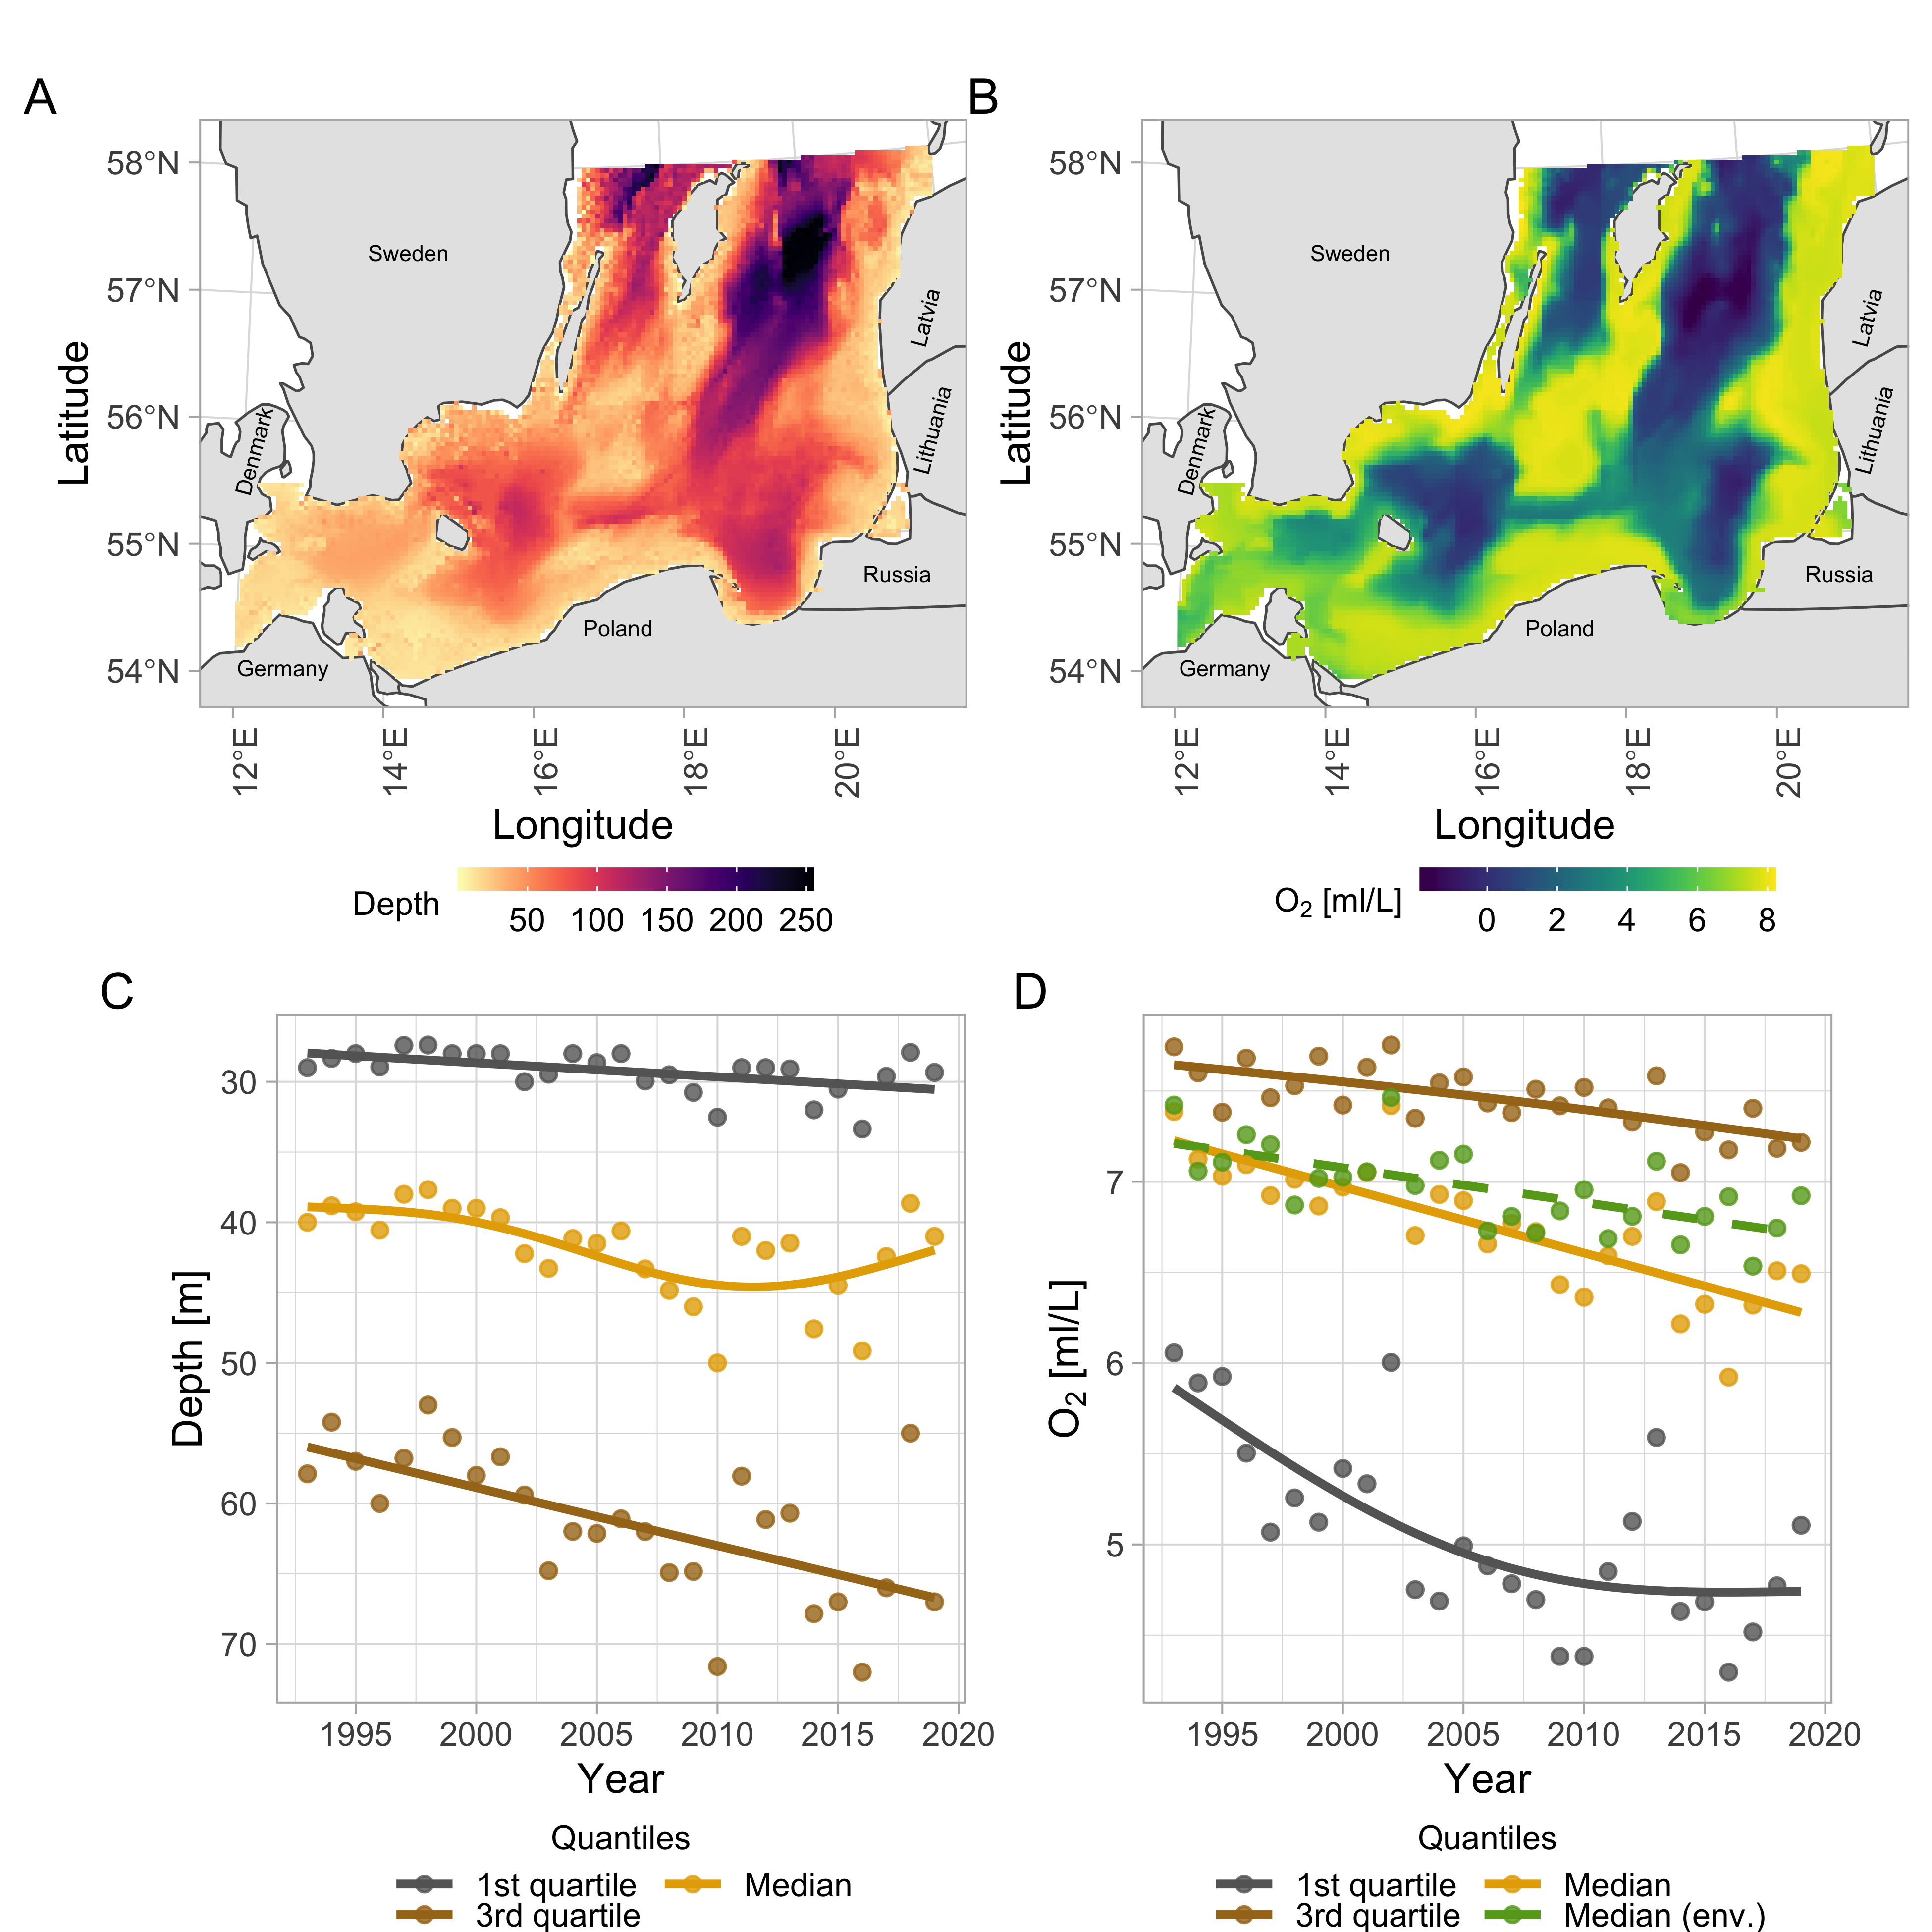 A
B
58°N
57°N
56°N
55°N
54°N
Latitude
Sweden
Denmark
Latvia
Lithuania
Russia
Poland
Germany
12°E
14°E
16°E
18°E
20°E
Longitude
Depth
50 100 150 200 250
58°N
57°N
56°N
55°N
54°N
Latitude
Sweden
Denmark
Latvia
Lithuania
Russia
Poland
Germany
12°E
14°E
16°E
18°E
20°E
Longitude
O₂ [ml/L]
0 2 4 6 8
C
30
40
50
60
70
Depth [m]
1995 2000 2005 2010 2015 2020
Year
Quantiles
1st quartile Median
3rd quartile
D
7
6
5
O₂ [ml/L]
1995 2000 2005 2010 2015 2020
Year
Quantiles
1st quartile Median
3rd quartile Median (env.)